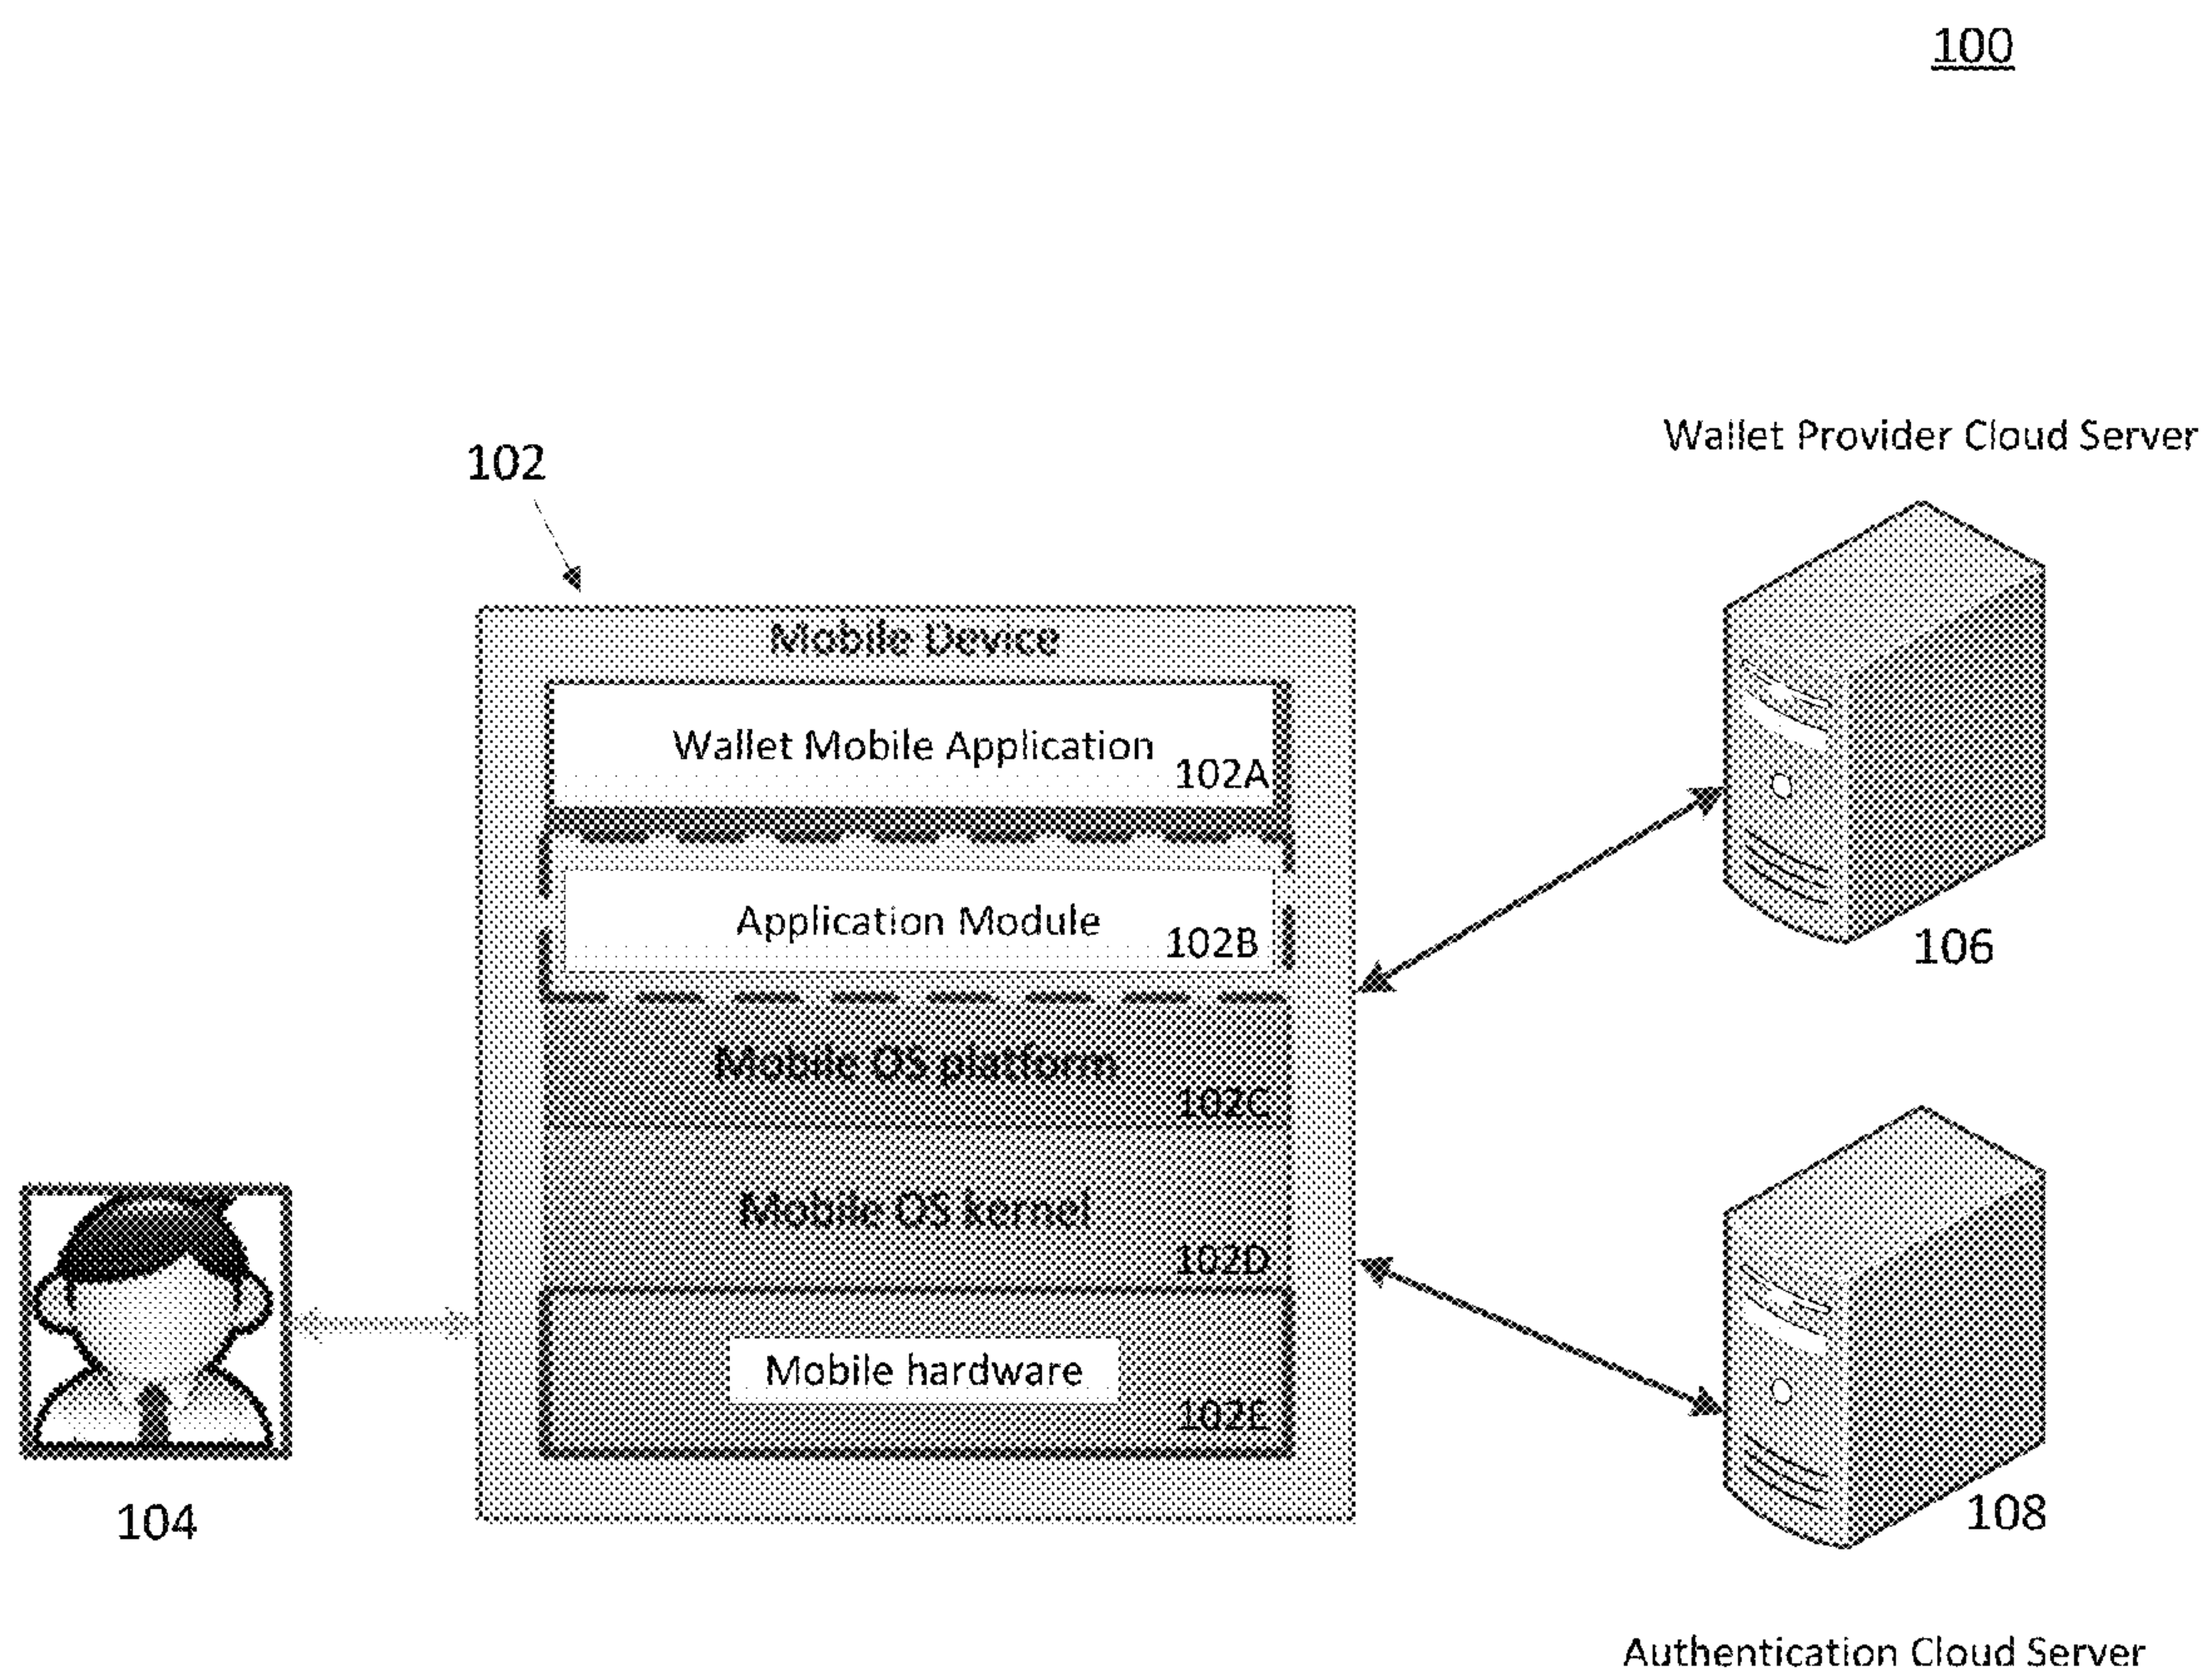 100
Wallet Provider Cloud Server
102
Mobile Device
Wallet Mobile Application
102A
Application Module
102B
106
Mobile OS platform
102C
Mobile OS kernel
102D
Mobile hardware
102E
104
108
Authentication Cloud Server